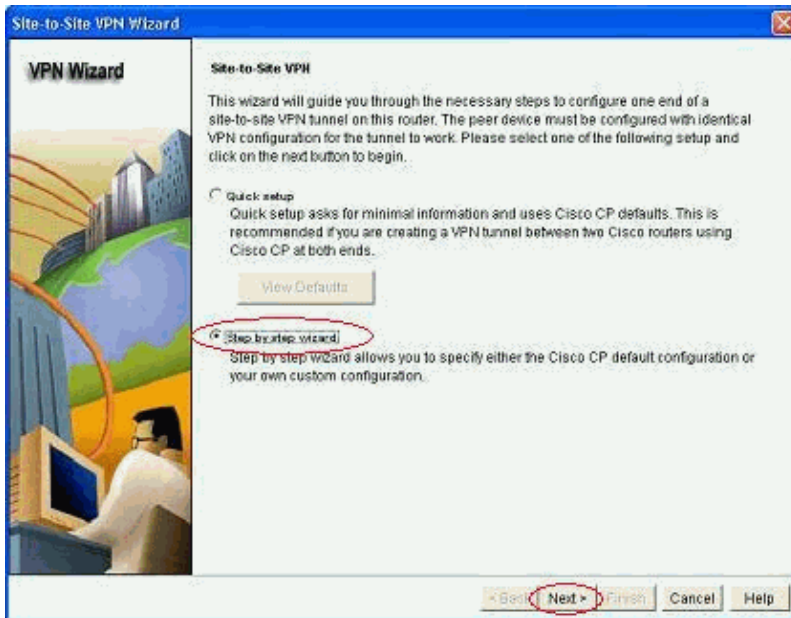 Site-to-Site VPN Wizard
VPN Wizard
Site-to-Site VPN
This wizard will guide you through the necessary steps to configure one end of a
site-to-site VPN tunnel on this router. The peer device must be configured with identical
VPN configuration for the tunnel to work. Please select one of the following setup and
click on the next button to begin.
Quick setup
Quick setup asks for minimal information and uses Cisco CP defaults. This is
recommended if you are creating a VPN tunnel between two Cisco routers using
Cisco CP at both ends.
View Defaults
Step by step wizard
Step by step wizard allows you to specify either the Cisco CP default configuration or
your own custom configuration.
< Back Next > Finish Cancel Help